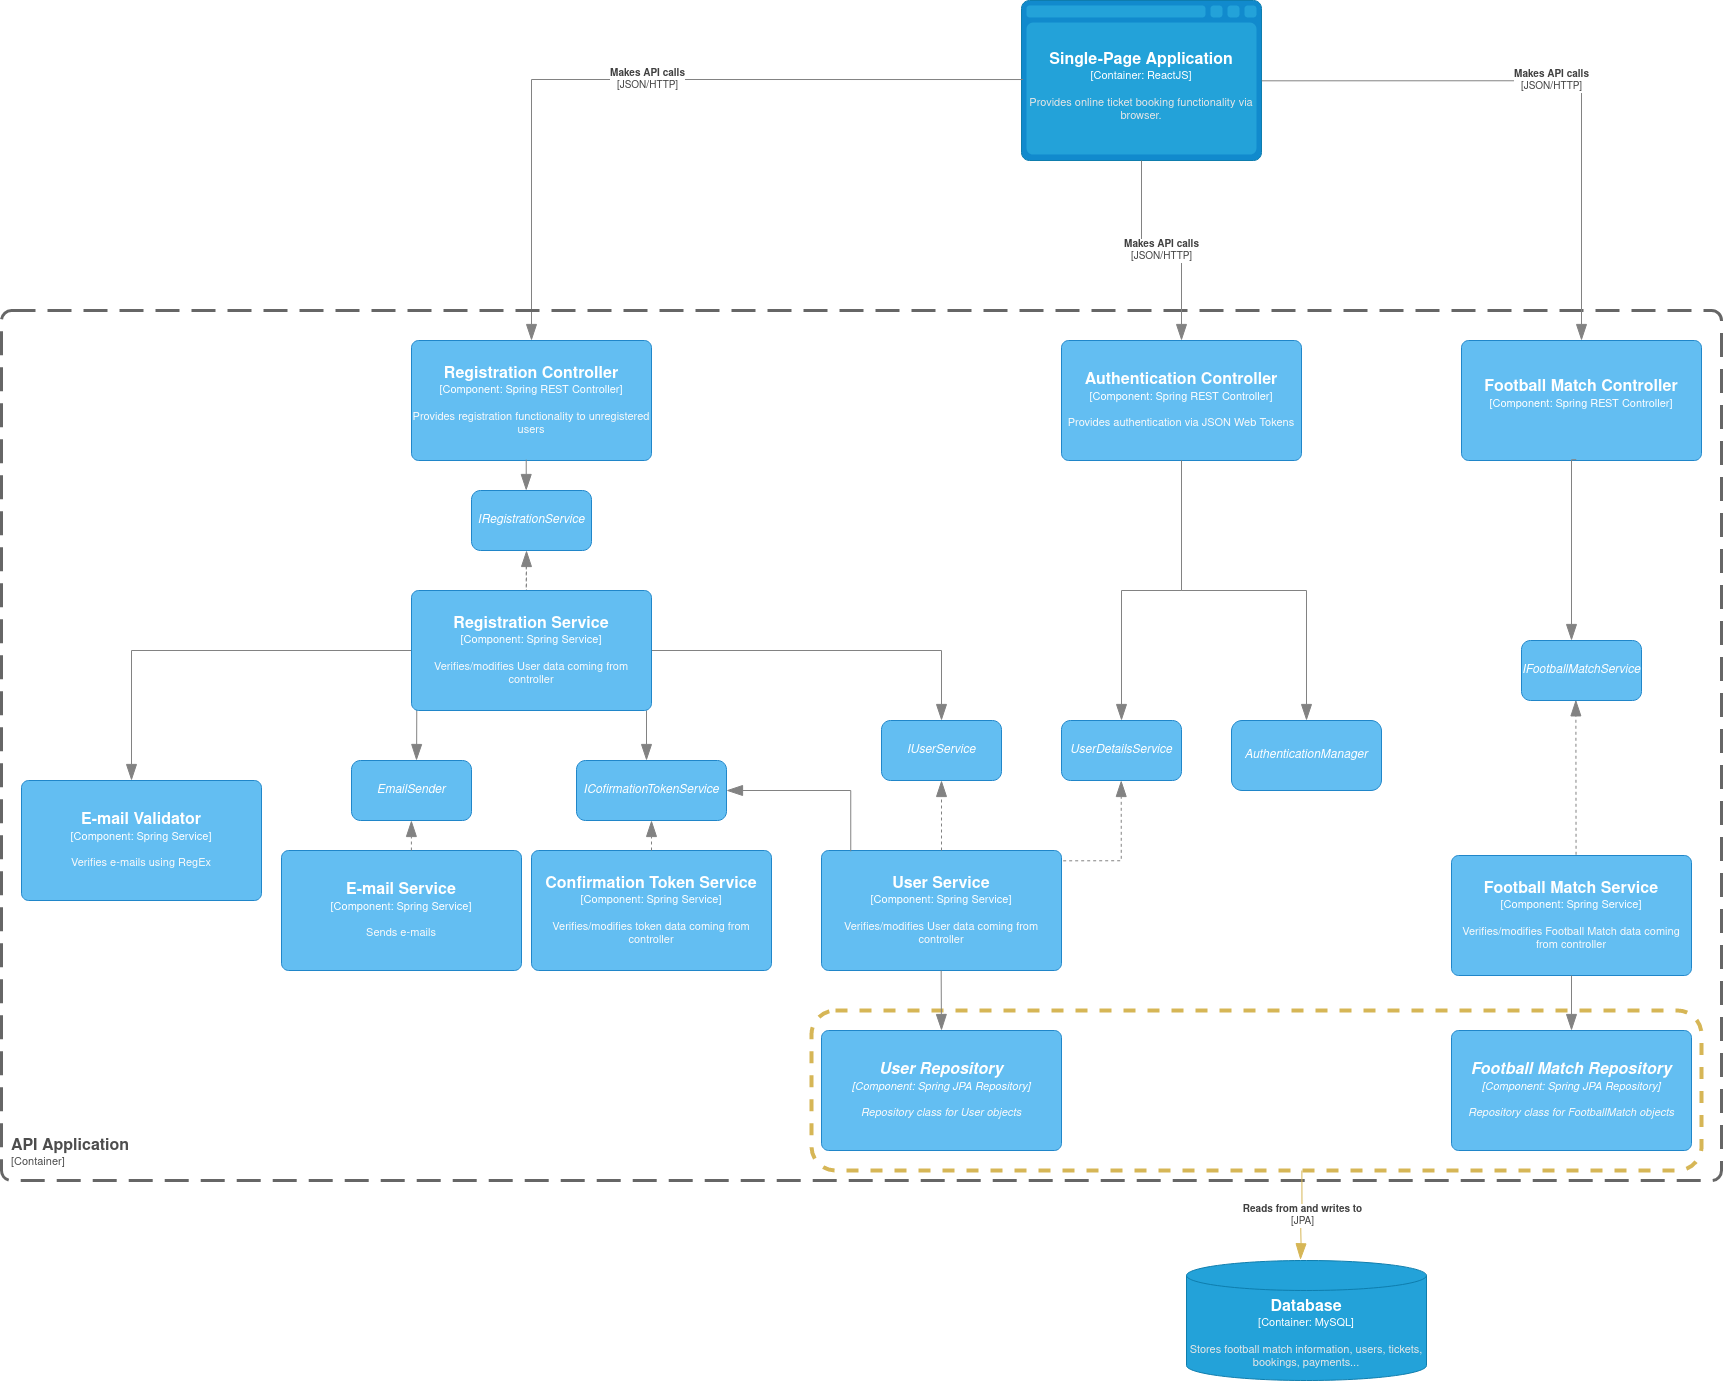 Single-Page Application
[Container: ReactJS]
Provides online ticket booking functionality via
browser.
Makes API calls
[JSON/HTTP]
Makes API calls
[JSON/HTTP]
Makes API calls
[JSON/HTTP]
Registration Controller
[Component: Spring REST Controller]
Provides registration functionality to unregistered
users
Authentication Controller
[Component: Spring REST Controller]
Provides authentication via JSON Web Tokens
Football Match Controller
[Component: Spring REST Controller]
IRegistrationService
Registration Service
[Component: Spring Service]
Verifies/modifies User data coming from
controller
IFootballMatchService
IUserService
UserDetailsService
AuthenticationManager
EmailSender
ICofirmationTokenService
E-mail Validator
[Component: Spring Service]
Verifies e-mails using RegEx
E-mail Service
[Component: Spring Service]
Sends e-mails
Confirmation Token Service
[Component: Spring Service]
Verifies/modifies token data coming from
controller
User Service
[Component: Spring Service]
Verifies/modifies User data coming from
controller
Football Match Service
[Component: Spring Service]
Verifies/modifies Football Match data coming
from controller
User Repository
[Component: Spring JPA Repository]
Repository class for User objects
Football Match Repository
[Component: Spring JPA Repository]
Repository class for FootballMatch objects
API Application
[Container]
Reads from and writes to
[JPA]
Database
[Container: MySQL]
Stores football match information, users, tickets,
bookings, payments...